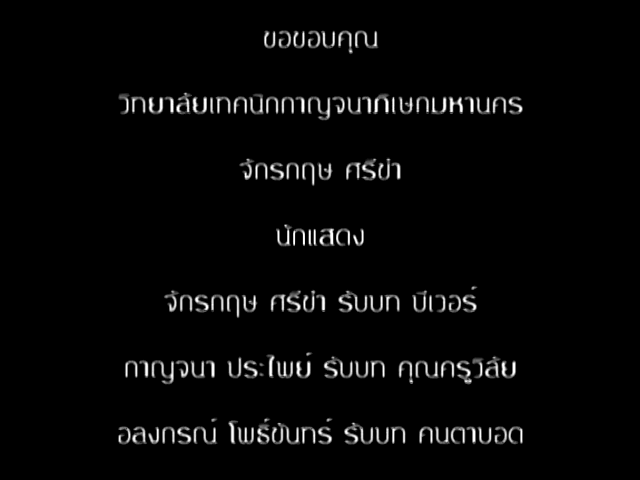 ขอขอบคุณ
วิทยาลัยเทคนิกกาญจนาภิเษกมหานคร
จักรกฤษ ศรีขำ
นักแสดง
จักรกฤษ ศรีขำ รับบท บีเวอร์
กาญจนา ประไพย์ รับบท คุณครูวิลัย
อลงกรณ์ โพธิ์ขันทร์ รับบท คนตาบอด